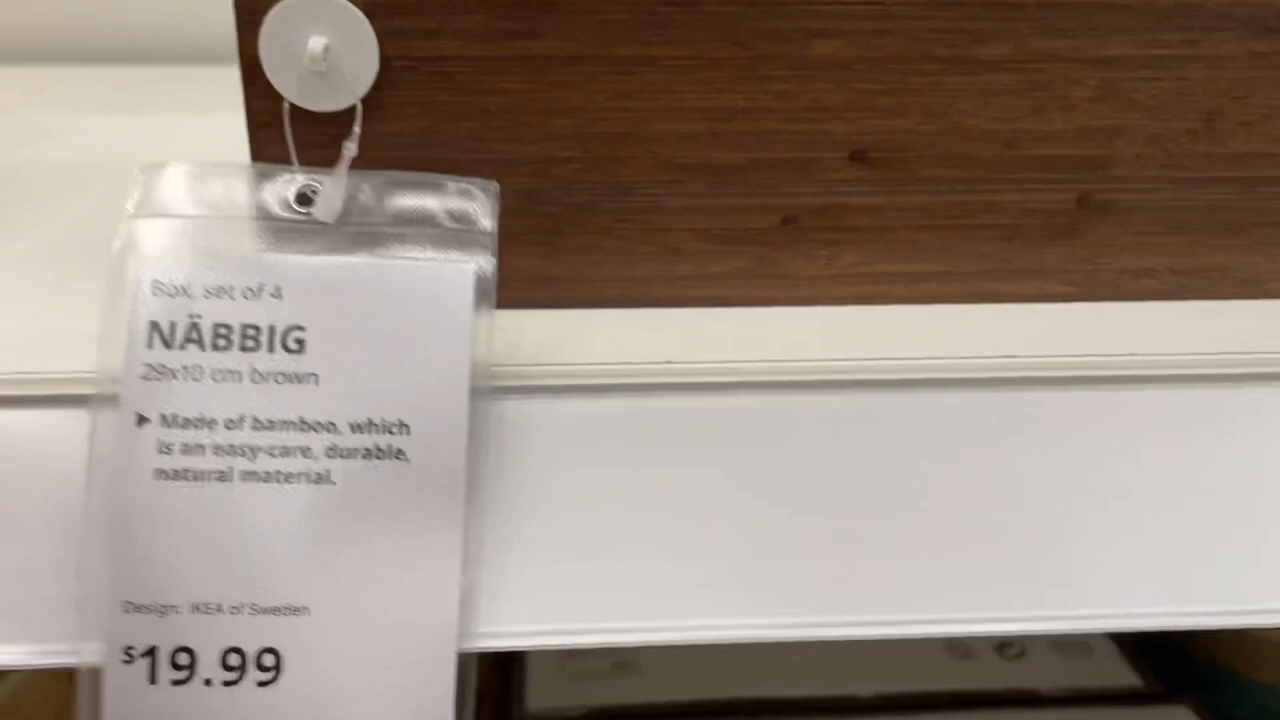 Box, set of 4
NÄBBIG
29x10 cm brown
▶ Made of bamboo, which
is an easy-care, durable,
natural material.
Design: IKEA of Sweden
$19.99